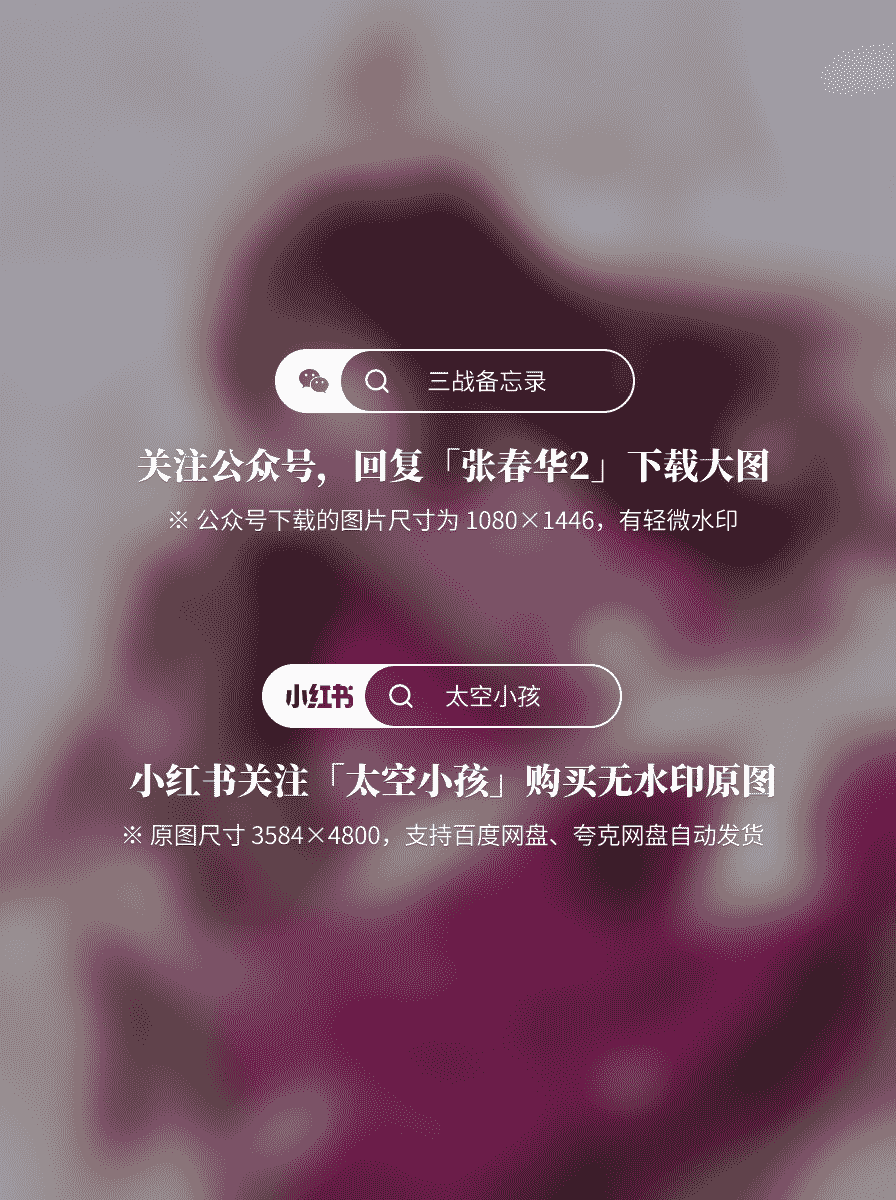 三战备忘录
关注公众号，回复「张春华2」下载大图
※ 公众号下载的图片尺寸为 1080×1446，有轻微水印
小红书 太空小孩
小红书关注「太空小孩」购买无水印原图
※ 原图尺寸 3584×4800，支持百度网盘、夸克网盘自动发货